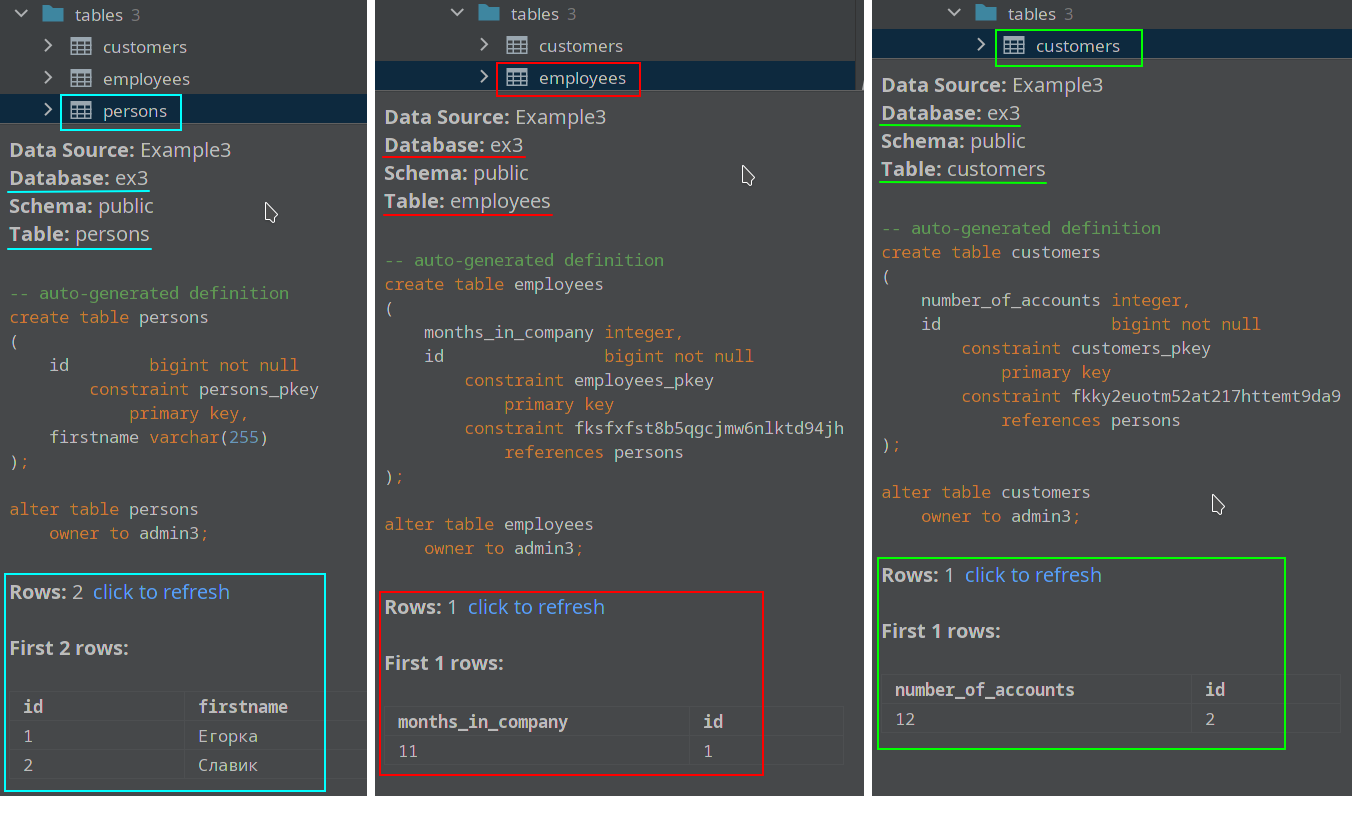 tables 3
customers
employees
persons
Data Source: Example3
Database: ex3
Schema: public
Table: persons
-- auto-generated definition
create table persons
(
id bigint not null
constraint persons_pkey
primary key,
firstname varchar(255)
);
alter table persons
owner to admin3;
Rows: 2 click to refresh
First 2 rows:
id firstname
1 Егорка
2 Славик
tables 3
customers
employees
Data Source: Example3
Database: ex3
Schema: public
Table: employees
-- auto-generated definition
create table employees
(
months_in_company integer,
id bigint not null
constraint employees_pkey
primary key
constraint fksfxfst8b5qgcjmw6nlktd94jh
references persons
);
alter table employees
owner to admin3;
Rows: 1 click to refresh
First 1 rows:
months_in_company id
11 1
tables 3
customers
Data Source: Example3
Database: ex3
Schema: public
Table: customers
-- auto-generated definition
create table customers
(
number_of_accounts integer,
id bigint not null
constraint customers_pkey
primary key
constraint fkky2euotm52at217httemt9da9
references persons
);
alter table customers
owner to admin3;
Rows: 1 click to refresh
First 1 rows:
number_of_accounts id
12 2